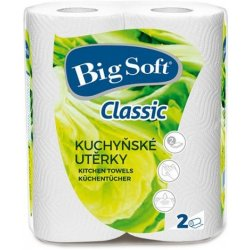 Big Soft
Classic
KUCHYŇSKÉ
UTĚRKY
KITCHEN TOWELS
KÜCHENTÜCHER
2